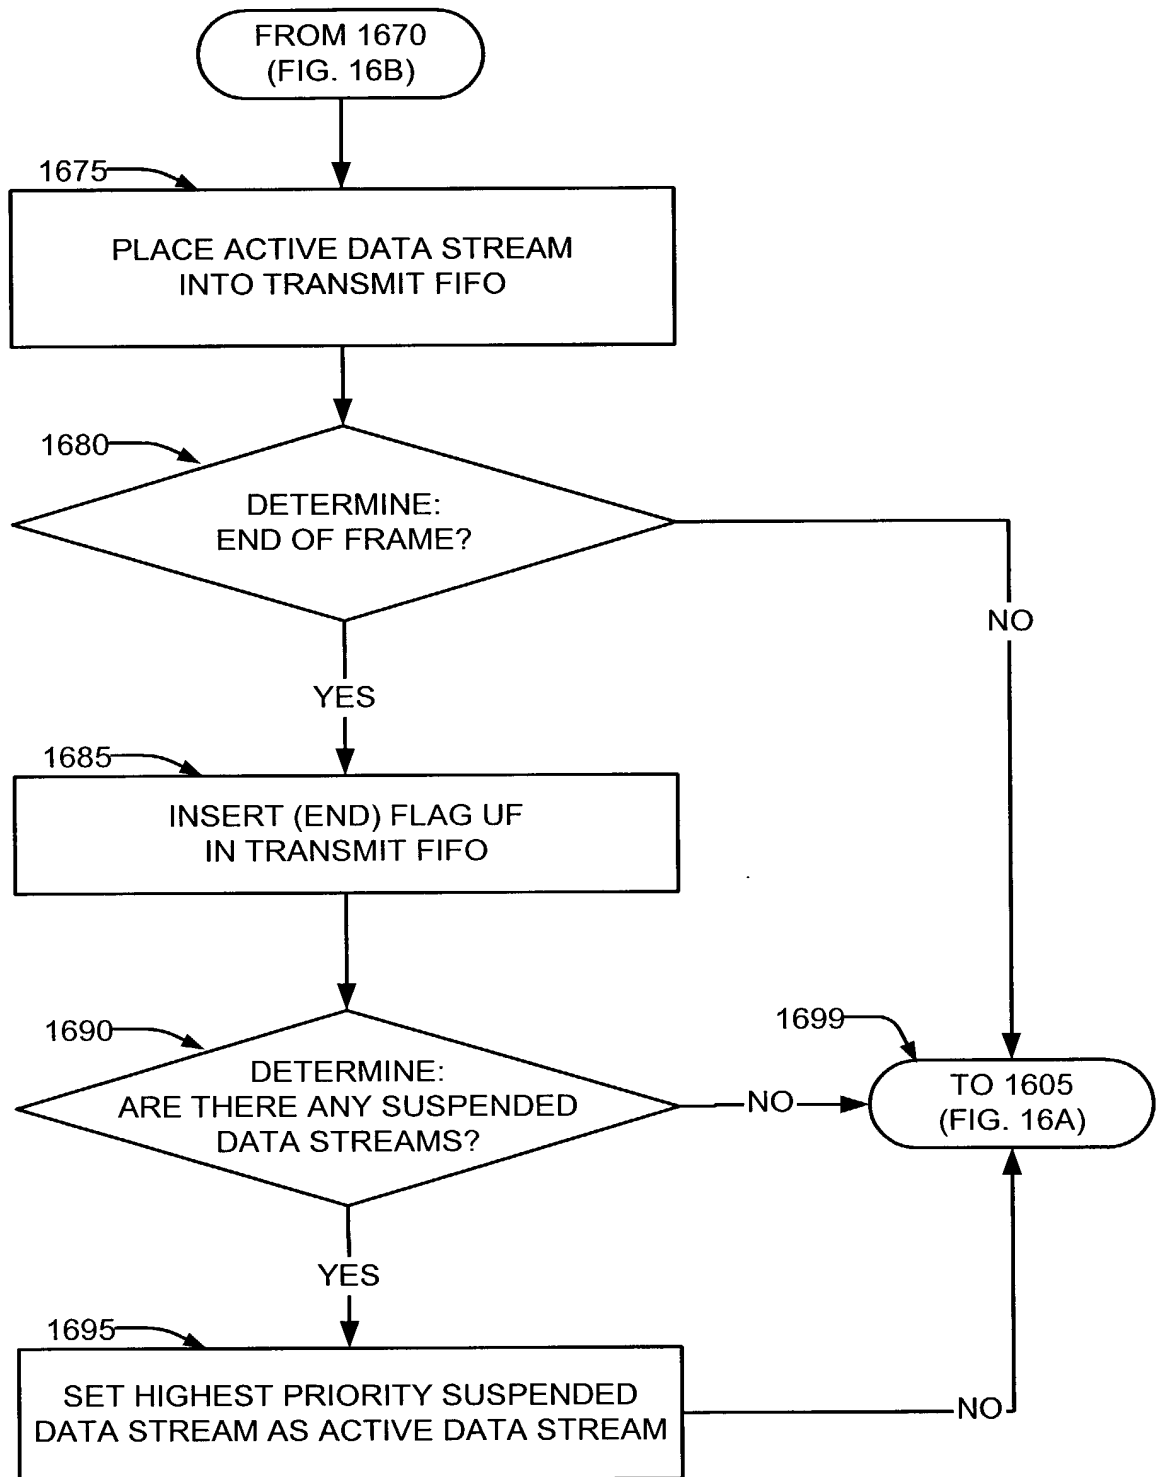 FROM 1670
(FIG. 16B)
1675
PLACE ACTIVE DATA STREAM
INTO TRANSMIT FIFO
1680
DETERMINE:
END OF FRAME?
NO
YES
1685
INSERT (END) FLAG UF
IN TRANSMIT FIFO
1690
DETERMINE:
ARE THERE ANY SUSPENDED
DATA STREAMS?
NO
1699
TO 1605
(FIG. 16A)
YES
1695
SET HIGHEST PRIORITY SUSPENDED
DATA STREAM AS ACTIVE DATA STREAM
NO